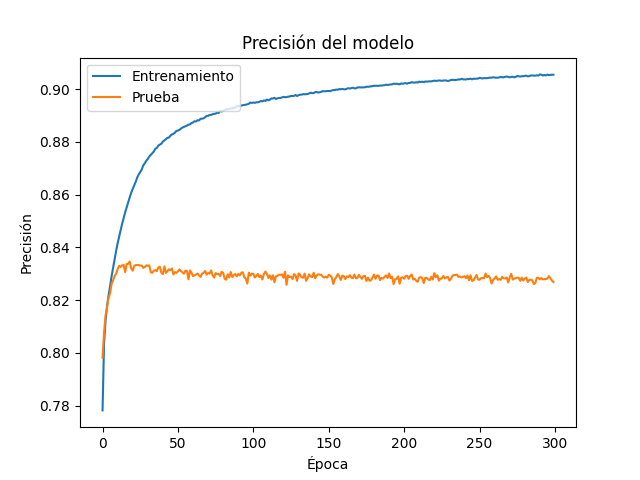 Precisión del modelo
Entrenamiento
Prueba
Precisión
0.90
0.88
0.86
0.84
0.82
0.80
0.78
0 50 100 150 200 250 300
Época